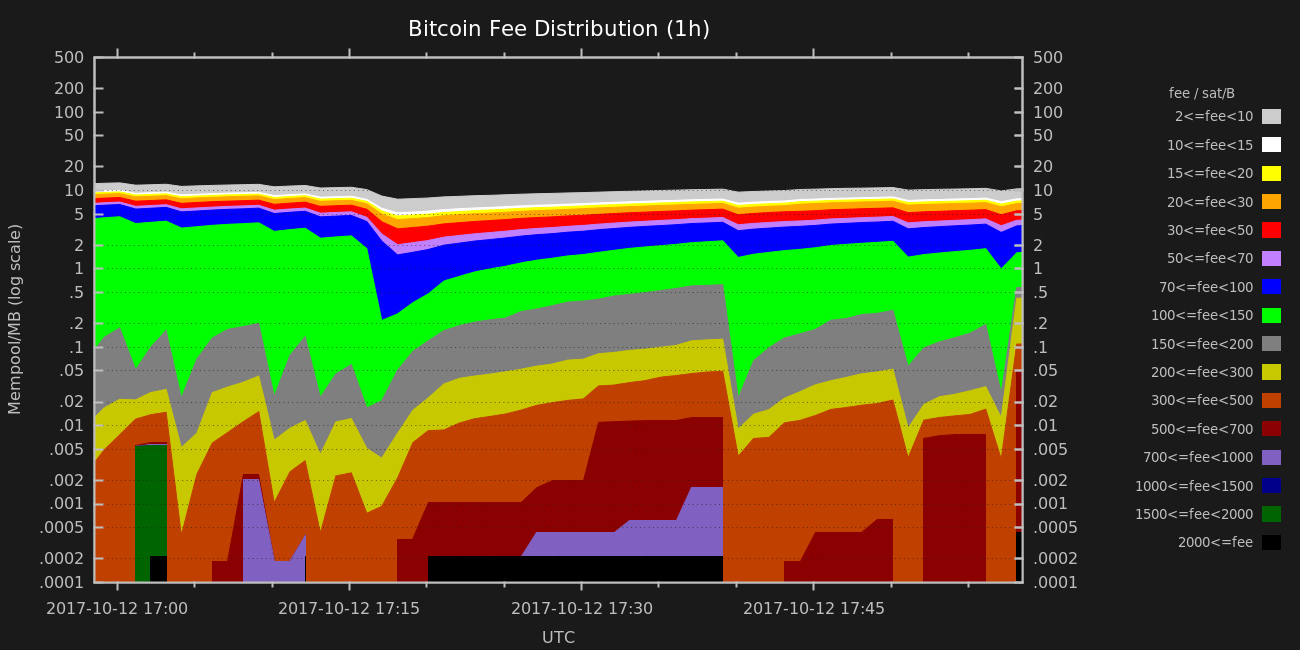 Bitcoin Fee Distribution (1h)
500
200
100
50
20
10
5
2
1
.5
.2
.1
.05
.02
.01
.005
.002
.001
.0005
.0002
.0001
Mempool/MB (log scale)
500
200
100
50
20
10
5
2
1
.5
.2
.1
.05
.02
.01
.005
.002
.001
.0005
.0002
.0001
2017-10-12 17:00
2017-10-12 17:15
2017-10-12 17:30
2017-10-12 17:45
UTC
fee / sat/B
2<=fee<10
10<=fee<15
15<=fee<20
20<=fee<30
30<=fee<50
50<=fee<70
70<=fee<100
100<=fee<150
150<=fee<200
200<=fee<300
300<=fee<500
500<=fee<700
700<=fee<1000
1000<=fee<1500
1500<=fee<2000
2000<=fee